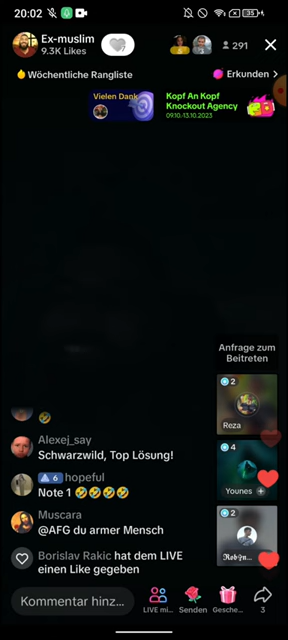 20:02
35
Ex-muslim
9.3K Likes
291
Wöchentliche Rangliste
Erkunden >
Vielen Dank
Kopf An Kopf
Knockout Agency
09.10-13.10.2023
Anfrage zum
Beitreten
2
Reza
4
Younes +
2
Alexej_say
Schwarzwild, Top Lösung!
6 hopeful
Note 1 🤣🤣🤣🤣
Muscara
@AFG du armer Mensch
Borislav Rakic hat dem LIVE
einen Like gegeben
Kommentar hinz...
LIVE mi...
Senden
Gesche...
3